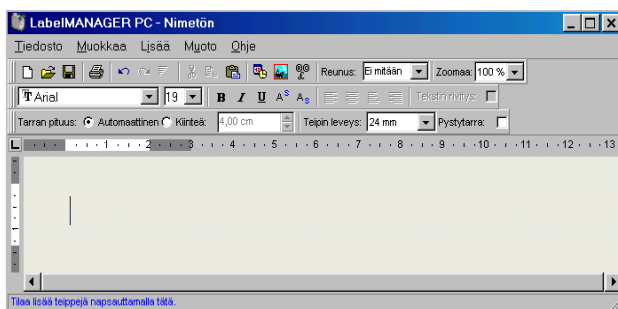 LabelMANAGER PC - Nimetön
Tiedosto Muokkaa Lisää Muoto Ohje
Reunus: Ei mitään Zoomaa: 100 %
Arial 19 B I U A S A S Tekstin rivitys:
Tarran pituus: Automaattinen Kiinteä: 4,00 cm Teipin leveys: 24 mm Pystytarra:
L 1 2 3 4 5 6 7 8 9 10 11 12 13
Tilaa lisää teippejä napsauttamalla tätä.